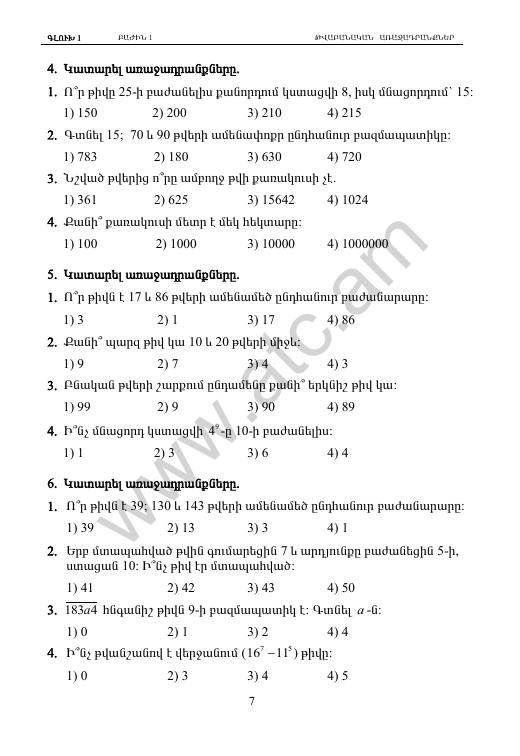 ԳԼՈՒԽ 1 ԲԱԺԻՆ 1 ԹՎԱԲԱՆԱԿԱՆ ԱՌԱՋԱԴՐԱՆՔՆԵՐ
4. Կատարել առաջադրանքները.
1. Ո՞ր թիվը 25-ի բաժանելիս քանորդում կստացվի 8, իսկ մնացորդում` 15:
1) 150 2) 200 3) 210 4) 215
2. Գտնել 15; 70 և 90 թվերի ամենափոքր ընդհանուր բազմապատիկը:
1) 783 2) 180 3) 630 4) 720
3. Նշված թվերից ո՞րը ամբողջ թվի քառակուսի չէ.
1) 361 2) 625 3) 15642 4) 1024
4. Քանի՞ քառակուսի մետր է մեկ հեկտարը:
1) 100 2) 1000 3) 10000 4) 1000000
5. Կատարել առաջադրանքները.
1. Ո՞ր թիվն է 17 և 86 թվերի ամենամեծ ընդհանուր բաժանարարը:
1) 3 2) 1 3) 17 4) 86
2. Քանի՞ պարզ թիվ կա 10 և 20 թվերի միջև:
1) 9 2) 7 3) 4 4) 3
3. Բնական թվերի շարքում ընդամենը քանի՞ երկնիշ թիվ կա:
1) 99 2) 9 3) 90 4) 89
4. Ի՞նչ մնացորդ կստացվի 4⁹-ը 10-ի բաժանելիս:
1) 1 2) 3 3) 6 4) 4
6. Կատարել առաջադրանքները.
1. Ո՞ր թիվն է 39; 130 և 143 թվերի ամենամեծ ընդհանուր բաժանարարը:
1) 39 2) 13 3) 3 4) 1
2. Երբ մտապահված թվին գումարեցին 7 և արդյունքը բաժանեցին 5-ի,
ստացան 10: Ի՞նչ թիվ էր մտապահված:
1) 41 2) 42 3) 43 4) 50
3. 183a4 հնգանիշ թիվն 9-ի բազմապատիկ է: Գտնել a -ն:
1) 0 2) 1 3) 2 4) 4
4. Ի՞նչ թվանշանով է վերջանում (16⁷ −11⁵) թիվը:
1) 0 2) 3 3) 4 4) 5
7
www.atc.am